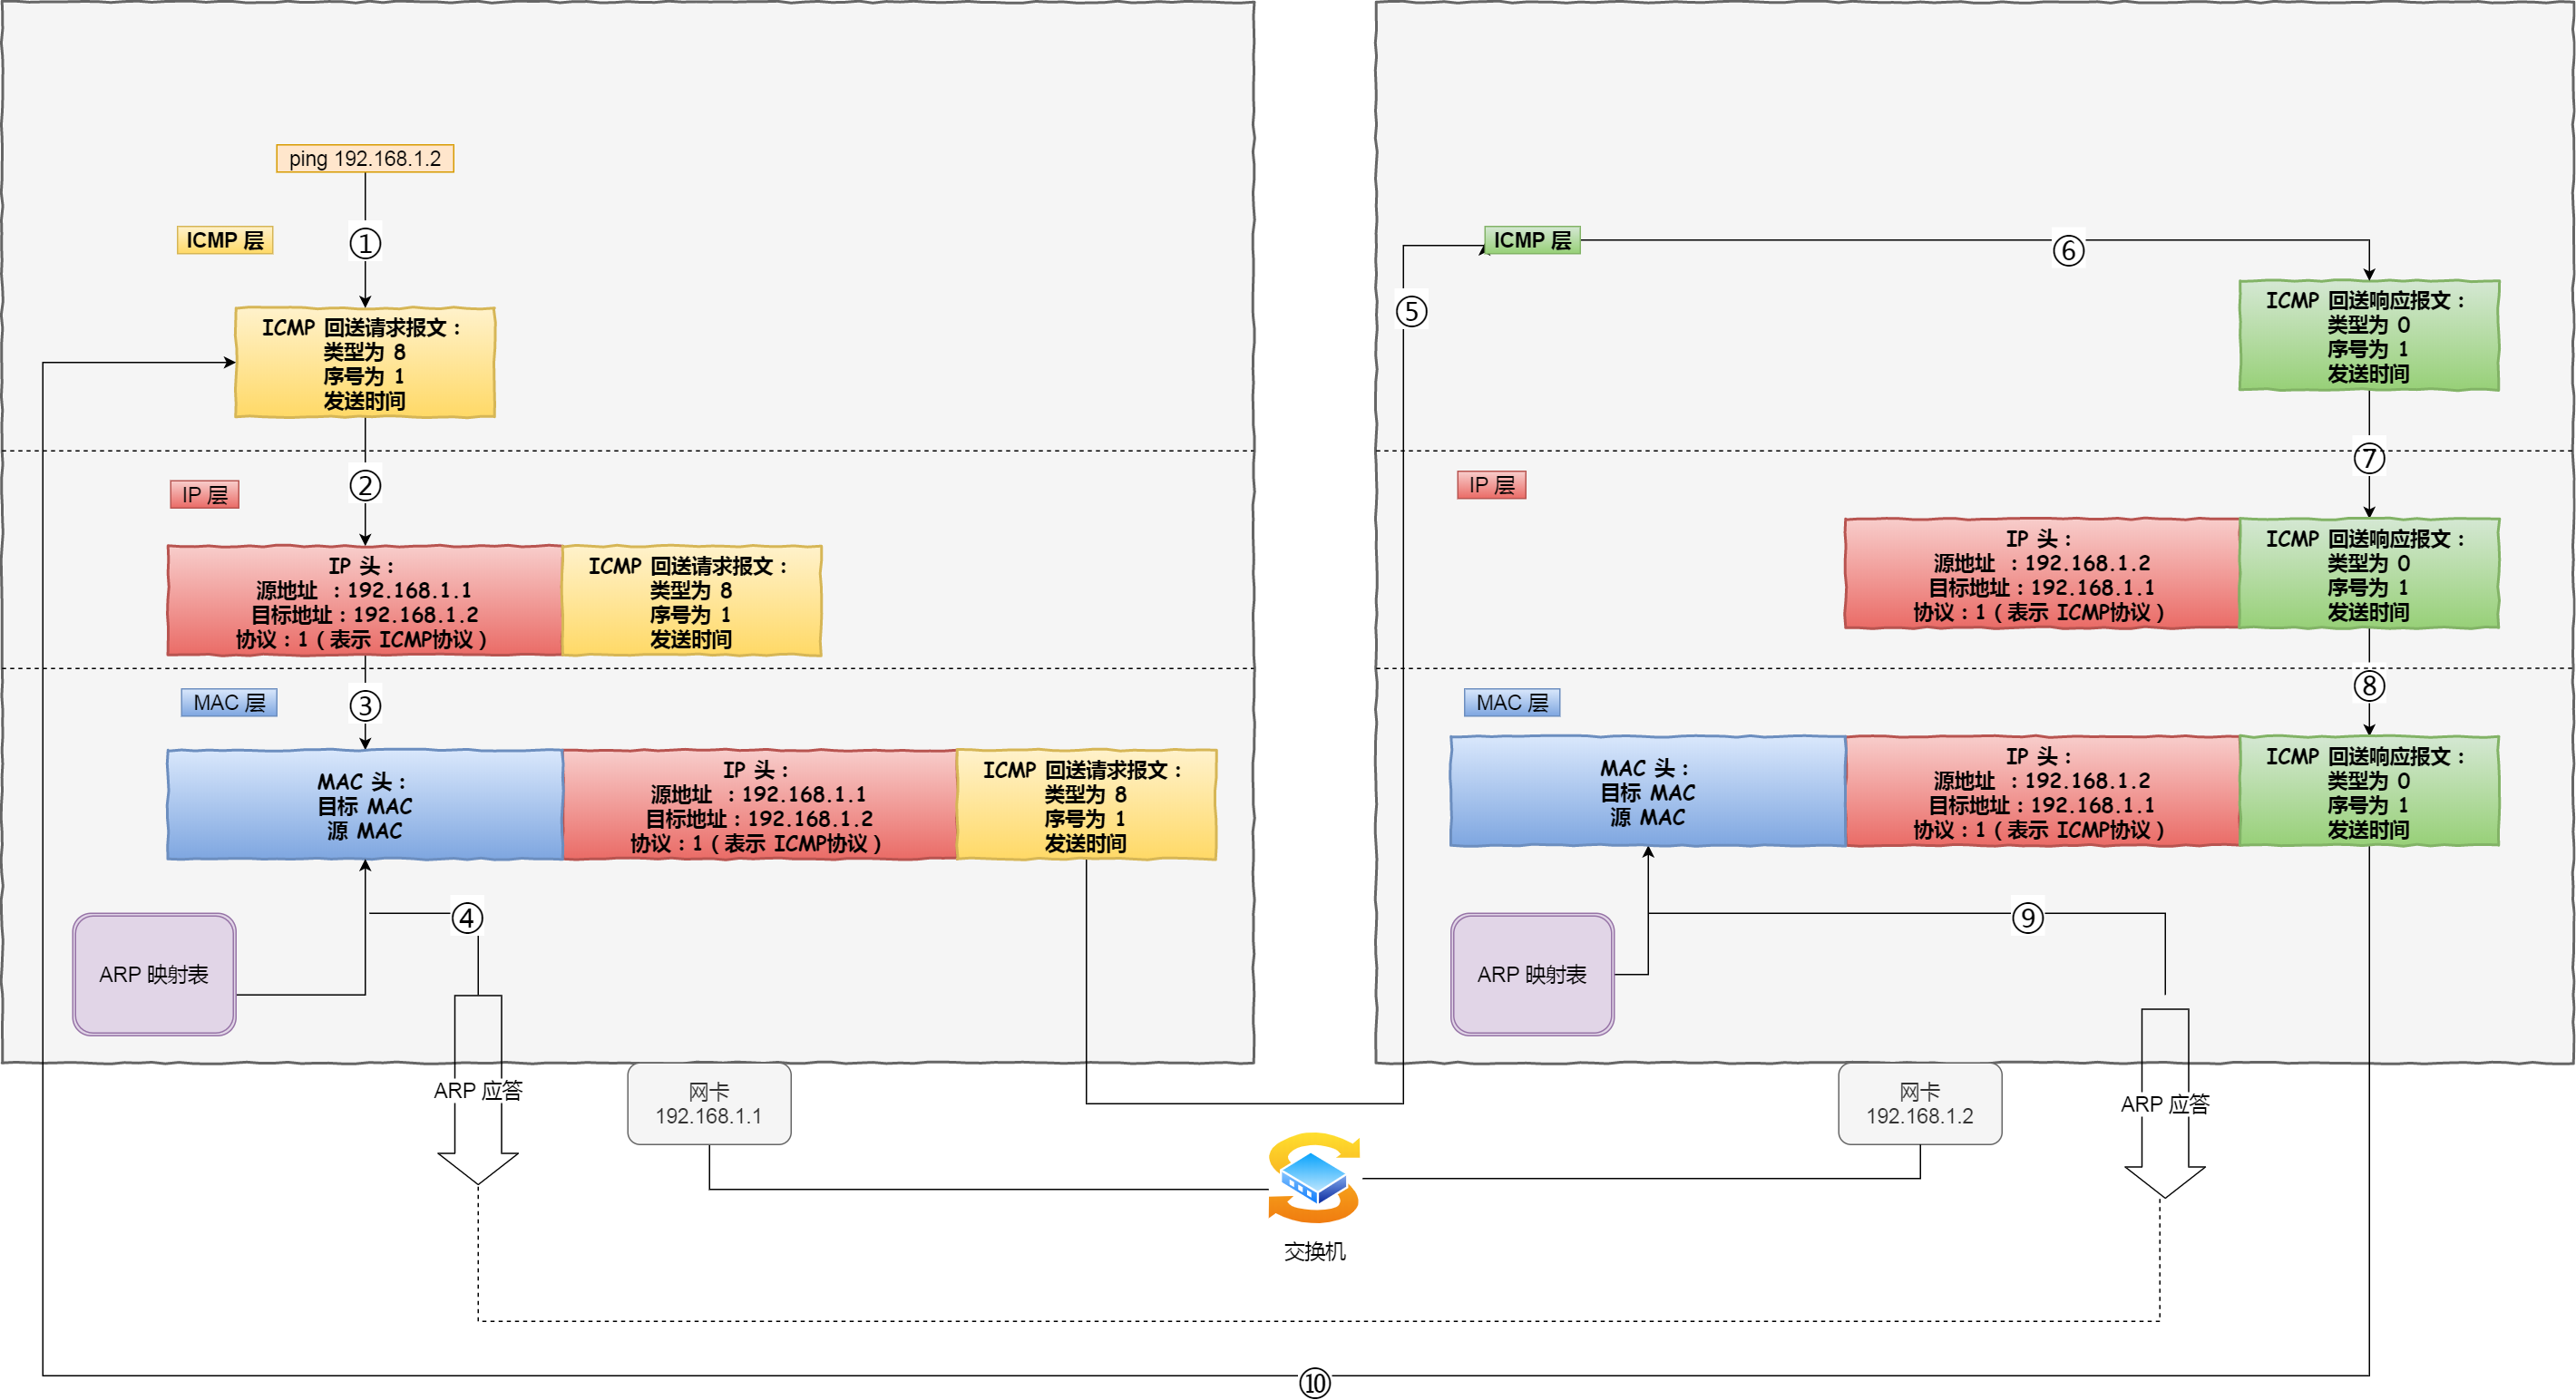 ping 192.168.1.2
ICMP 层
①
ICMP 回送请求报文：
类型为 8
序号为 1
发送时间
②
IP 层
IP 头：
源地址 ：192.168.1.1
目标地址：192.168.1.2
协议：1（表示 ICMP协议）
ICMP 回送请求报文：
类型为 8
序号为 1
发送时间
MAC 层
③
MAC 头：
目标 MAC
源 MAC
IP 头：
源地址 ：192.168.1.1
目标地址：192.168.1.2
协议：1（表示 ICMP协议）
ICMP 回送请求报文：
类型为 8
序号为 1
发送时间
④
ARP 映射表
ARP 应答
网卡
192.168.1.1
交换机
⑤
ICMP 层
⑥
ICMP 回送响应报文：
类型为 0
序号为 1
发送时间
⑦
IP 层
IP 头：
源地址 ：192.168.1.2
目标地址：192.168.1.1
协议：1（表示 ICMP协议）
ICMP 回送响应报文：
类型为 0
序号为 1
发送时间
⑧
MAC 层
MAC 头：
目标 MAC
源 MAC
IP 头：
源地址 ：192.168.1.2
目标地址：192.168.1.1
协议：1（表示 ICMP协议）
ICMP 回送响应报文：
类型为 0
序号为 1
发送时间
⑨
ARP 映射表
网卡
192.168.1.2
ARP 应答
⑩